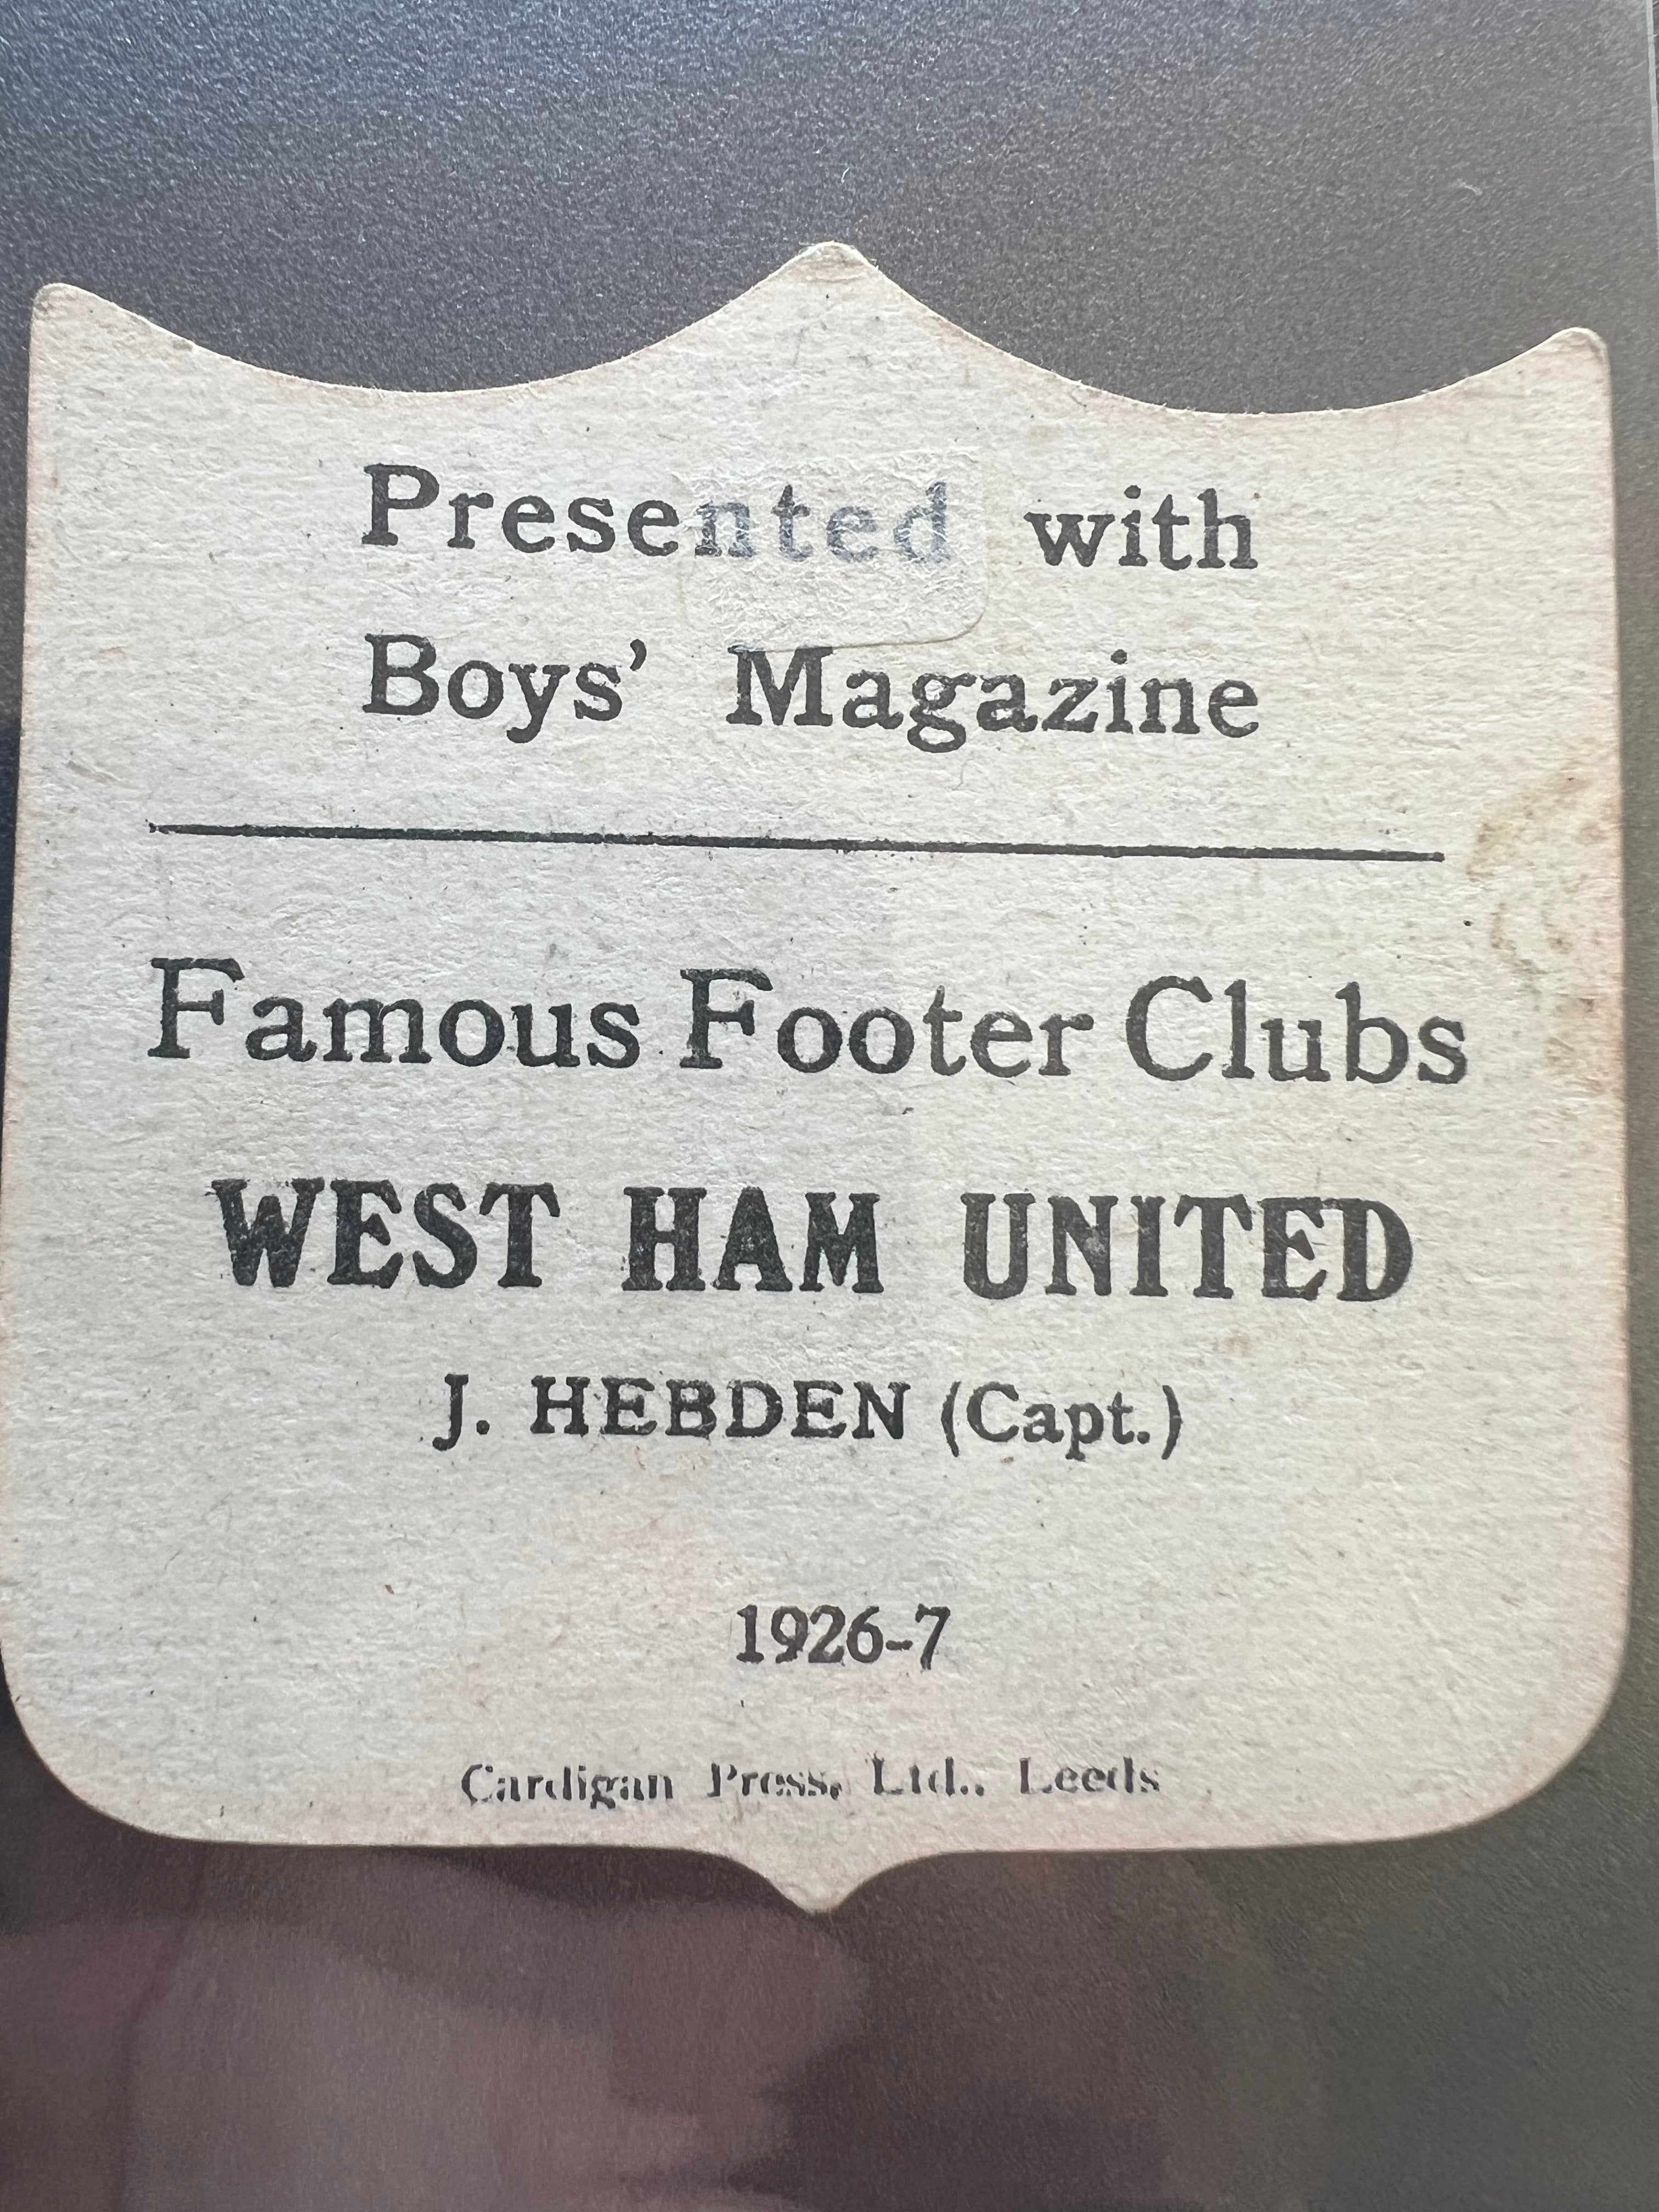 Presented with
Boys' Magazine
Famous Footer Clubs
WEST HAM UNITED
J. HEBDEN (Capt.)
1926-7
Cardigan Press, Ltd., Leeds